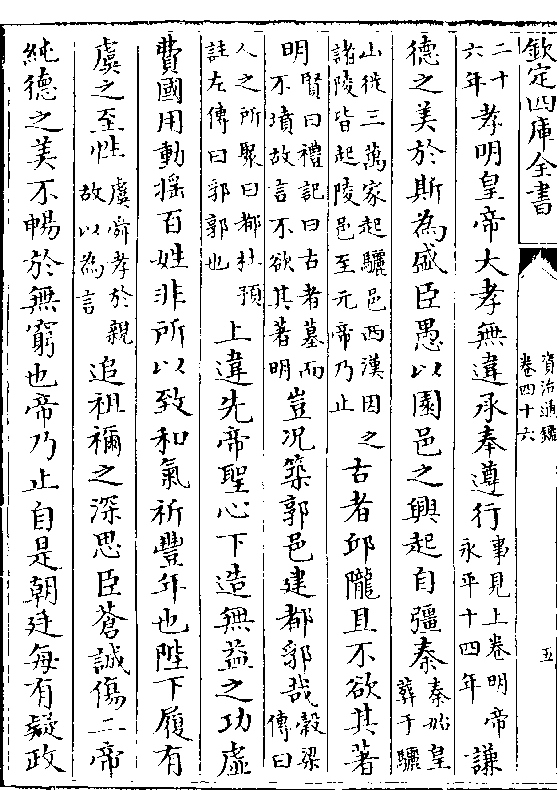 欽定四庫全書
資治通鑑
卷四十六
五
二十六年孝明皇帝大孝無違承奉遵行事見上卷明帝永平十四年謙
德之美於斯為盛臣愚以園邑之興起自彊秦秦始皇葬于驪
山徙三萬家起驪邑西漢因之諸陵皆起陵邑至元帝乃止古者邱隴且不欲其著
明賢曰禮記曰古者墓而不墳故言不欲其著明豈況築郭邑建都郛哉穀梁傳曰
人之所聚曰都杜預註左傳曰郛郭也上違先帝聖心下造無益之功虛
費國用動搖百姓非所以致和氣祈豐年也陛下履有
虞之至性虞舜孝於親故以為言追祖禰之深思臣蒼誠傷二帝
純德之美不暢於無窮也帝乃止自是朝廷每有疑政